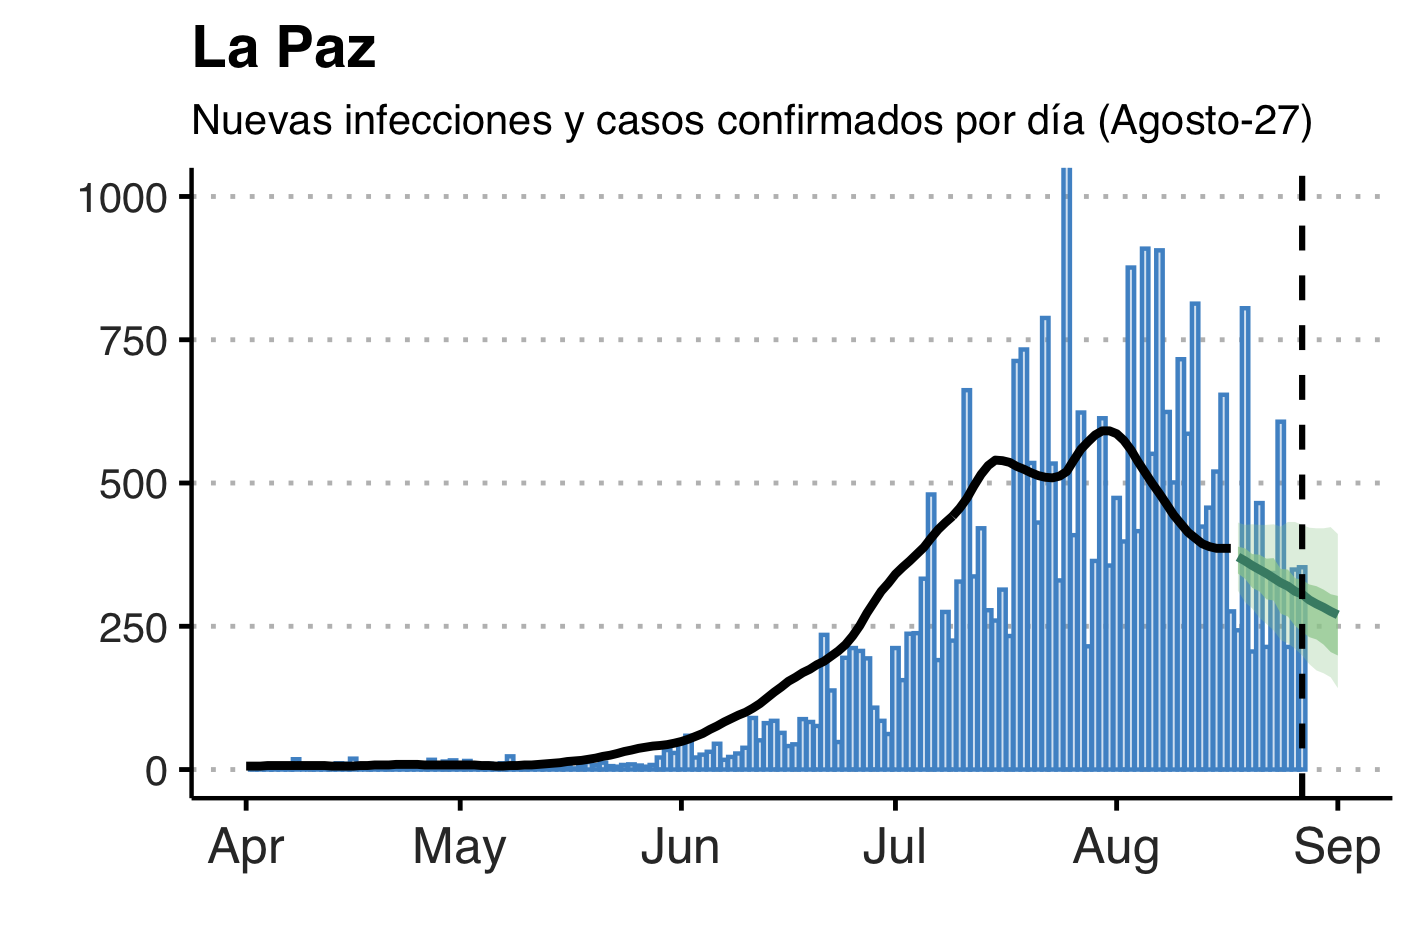 La Paz
Nuevas infecciones y casos confirmados por día (Agosto-27)
1000
750
500
250
0
Apr May Jun Jul Aug Sep